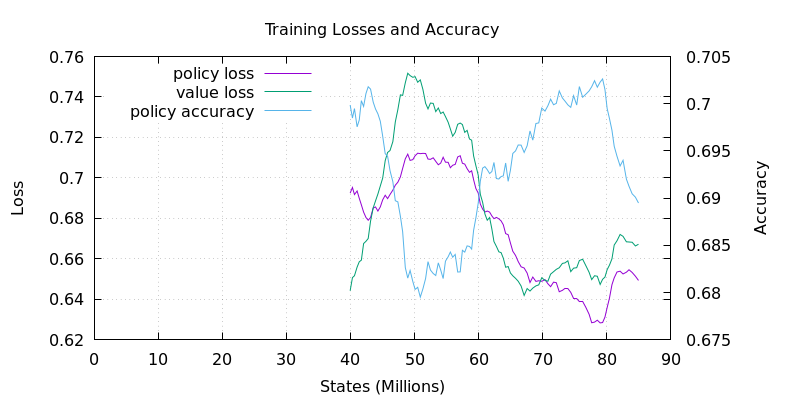 Training Losses and Accuracy
policy loss
value loss
policy accuracy
Loss
0.76
0.74
0.72
0.7
0.68
0.66
0.64
0.62
0.705
0.7
0.695
0.69
0.685
0.68
0.675
Accuracy
0 10 20 30 40 50 60 70 80 90
States (Millions)